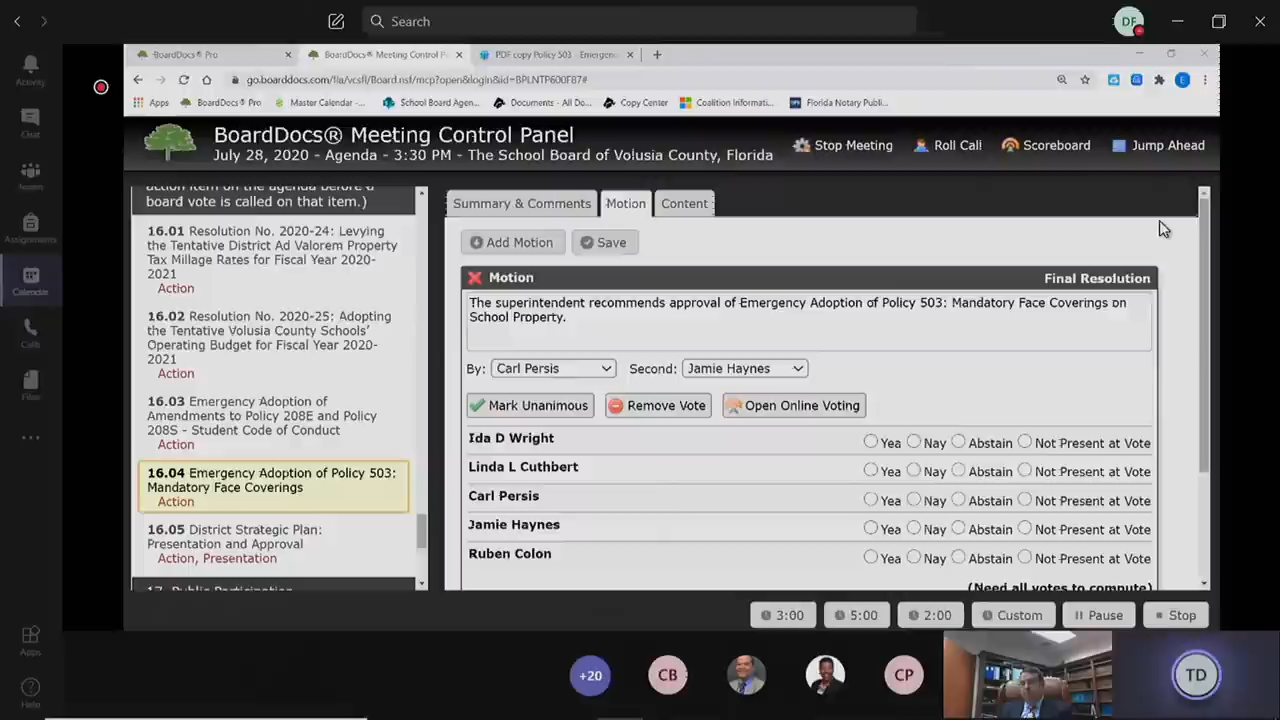 Search
DF
BoardDocs® Pro
BoardDocs® Meeting Control Pa
PDF copy Policy 503 - Emergenc
go.boarddocs.com/fla/vcsfl/Board.nsf/mcp?open&login&id=BPLNTP600F87#
Apps
BoardDocs® Pro
Master Calendar -...
School Board Agen...
Documents - All Do...
Copy Center
Coalition Informati...
Florida Notary Publi...
BoardDocs® Meeting Control Panel
July 28, 2020 - Agenda - 3:30 PM - The School Board of Volusia County, Florida
Stop Meeting
Roll Call
Scoreboard
Jump Ahead
Activity
Chat
Teams
Assignments
Calendar
Calls
Files
Apps
Help
action item on the agenda before a
board vote is called on that item.)
16.01 Resolution No. 2020-24: Levying
the Tentative District Ad Valorem Property
Tax Millage Rates for Fiscal Year 2020-
2021
Action
16.02 Resolution No. 2020-25: Adopting
the Tentative Volusia County Schools'
Operating Budget for Fiscal Year 2020-
2021
Action
16.03 Emergency Adoption of
Amendments to Policy 208E and Policy
208S - Student Code of Conduct
Action
16.04 Emergency Adoption of Policy 503:
Mandatory Face Coverings
Action
16.05 District Strategic Plan:
Presentation and Approval
Action, Presentation
17. Public Participation
Summary & Comments
Motion
Content
Add Motion
Save
Motion
Final Resolution
The superintendent recommends approval of Emergency Adoption of Policy 503: Mandatory Face Coverings on
School Property.
By: Carl Persis Second: Jamie Haynes
Mark Unanimous
Remove Vote
Open Online Voting
Ida D Wright Yea Nay Abstain Not Present at Vote
Linda L Cuthbert Yea Nay Abstain Not Present at Vote
Carl Persis Yea Nay Abstain Not Present at Vote
Jamie Haynes Yea Nay Abstain Not Present at Vote
Ruben Colon Yea Nay Abstain Not Present at Vote
(Need all votes to compute)
3:00
5:00
2:00
Custom
Pause
Stop
+20
CB
CP
TD